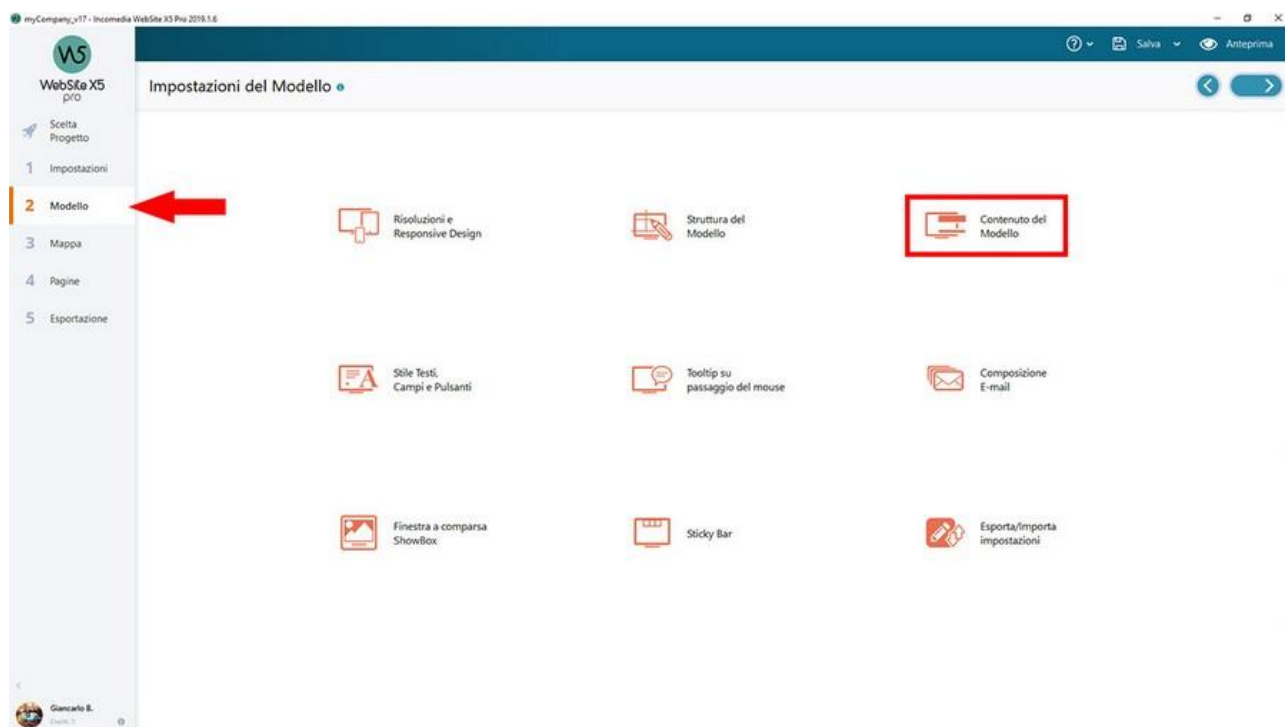 myCompany_v17 - Incomedia WebSite X5 Pro 2019.1.6
Salva
Anteprima
WebSite X5
pro
Impostazioni del Modello
Scelta
Progetto
1 Impostazioni
2 Modello
3 Mappa
4 Pagine
5 Esportazione
Risoluzioni e
Responsive Design
Struttura del
Modello
Contenuto del
Modello
Stile Testi,
Campi e Pulsanti
Tooltip su
passaggio del mouse
Composizione
E-mail
Finestra a comparsa
ShowBox
Sticky Bar
Esporta/Importa
impostazioni
Giancarlo B.